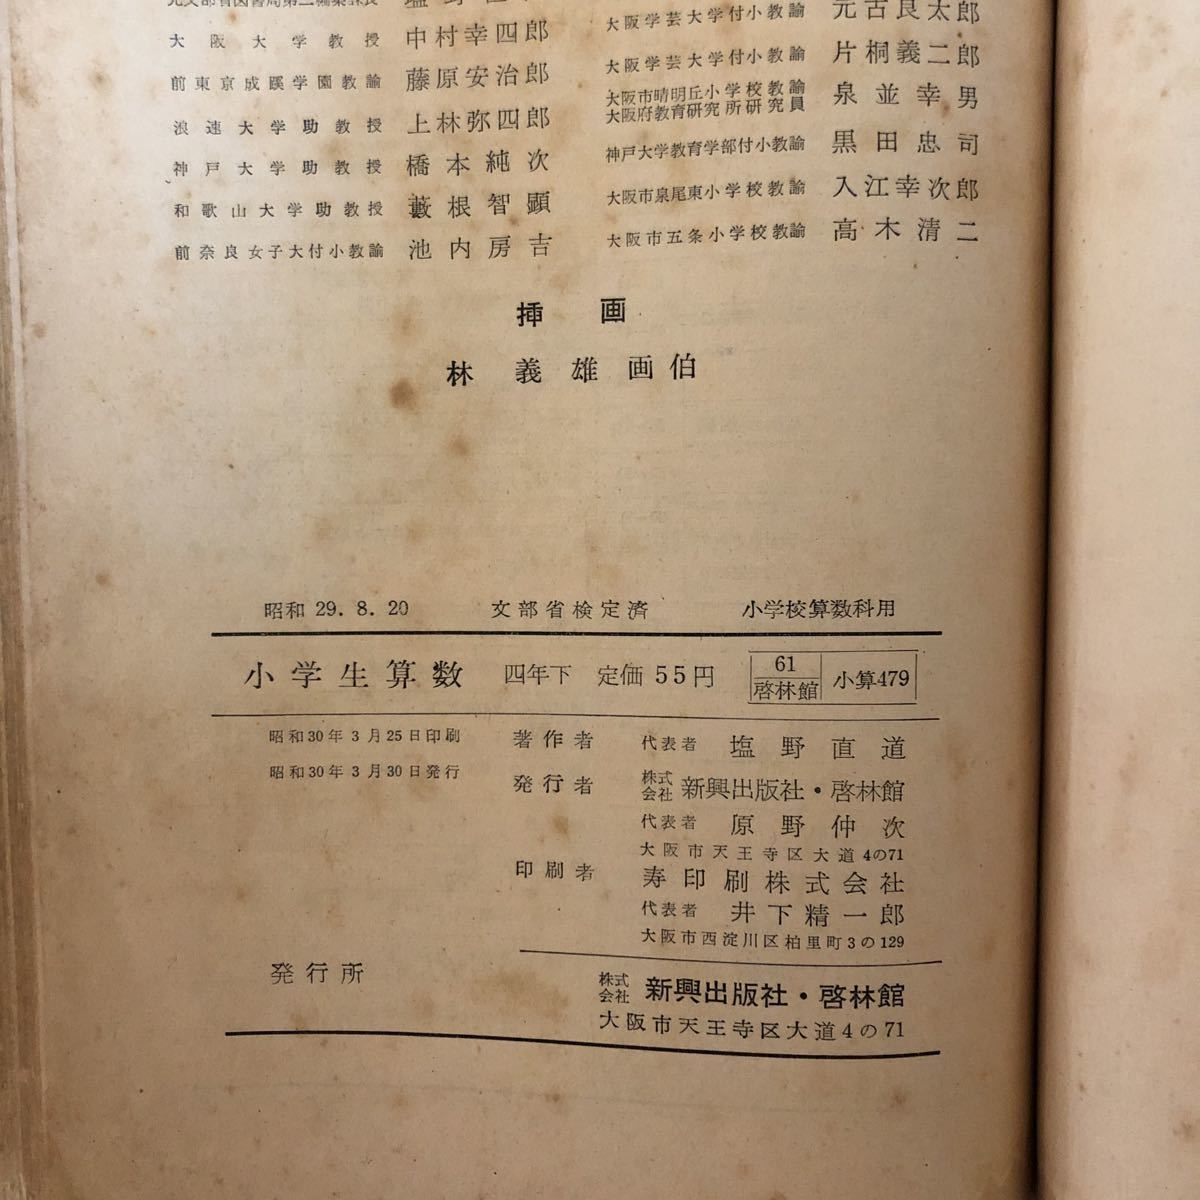 大阪大学教授 中村幸四郎
前東京成蹊学園教諭 藤原安治郎
浪速大学助教授 上林弥四郎
神戸大学助教授 橋本純次
和歌山大学助教授 藪根智顕
前奈良女子大付小教諭 池内房吉
大阪学芸大学付小教諭 元古良太郎
大阪学芸大学付小教諭 片桐義二郎
大阪市晴明丘小学校教諭
大阪府教育研究所研究員 泉並幸男
神戸大学教育学部付小教諭 黒田忠司
大阪市泉尾東小学校教諭 入江幸次郎
大阪市五条小学校教諭 高木清二
挿画
林義雄画伯
昭和29.8.20 文部省検定済 小学校算数科用
小学生算数 四年下 定価55円 61 啓林館 小算479
昭和30年3月25日印刷
昭和30年3月30日発行
著作者 代表者 塩野直道
発行者 株式会社 新興出版社・啓林館
代表者 原野仲次
大阪市天王寺区大道4の71
印刷者 寿印刷株式会社
代表者 井下精一郎
大阪市西淀川区柏里町3の129
発行所 株式会社 新興出版社・啓林館
大阪市天王寺区大道4の71